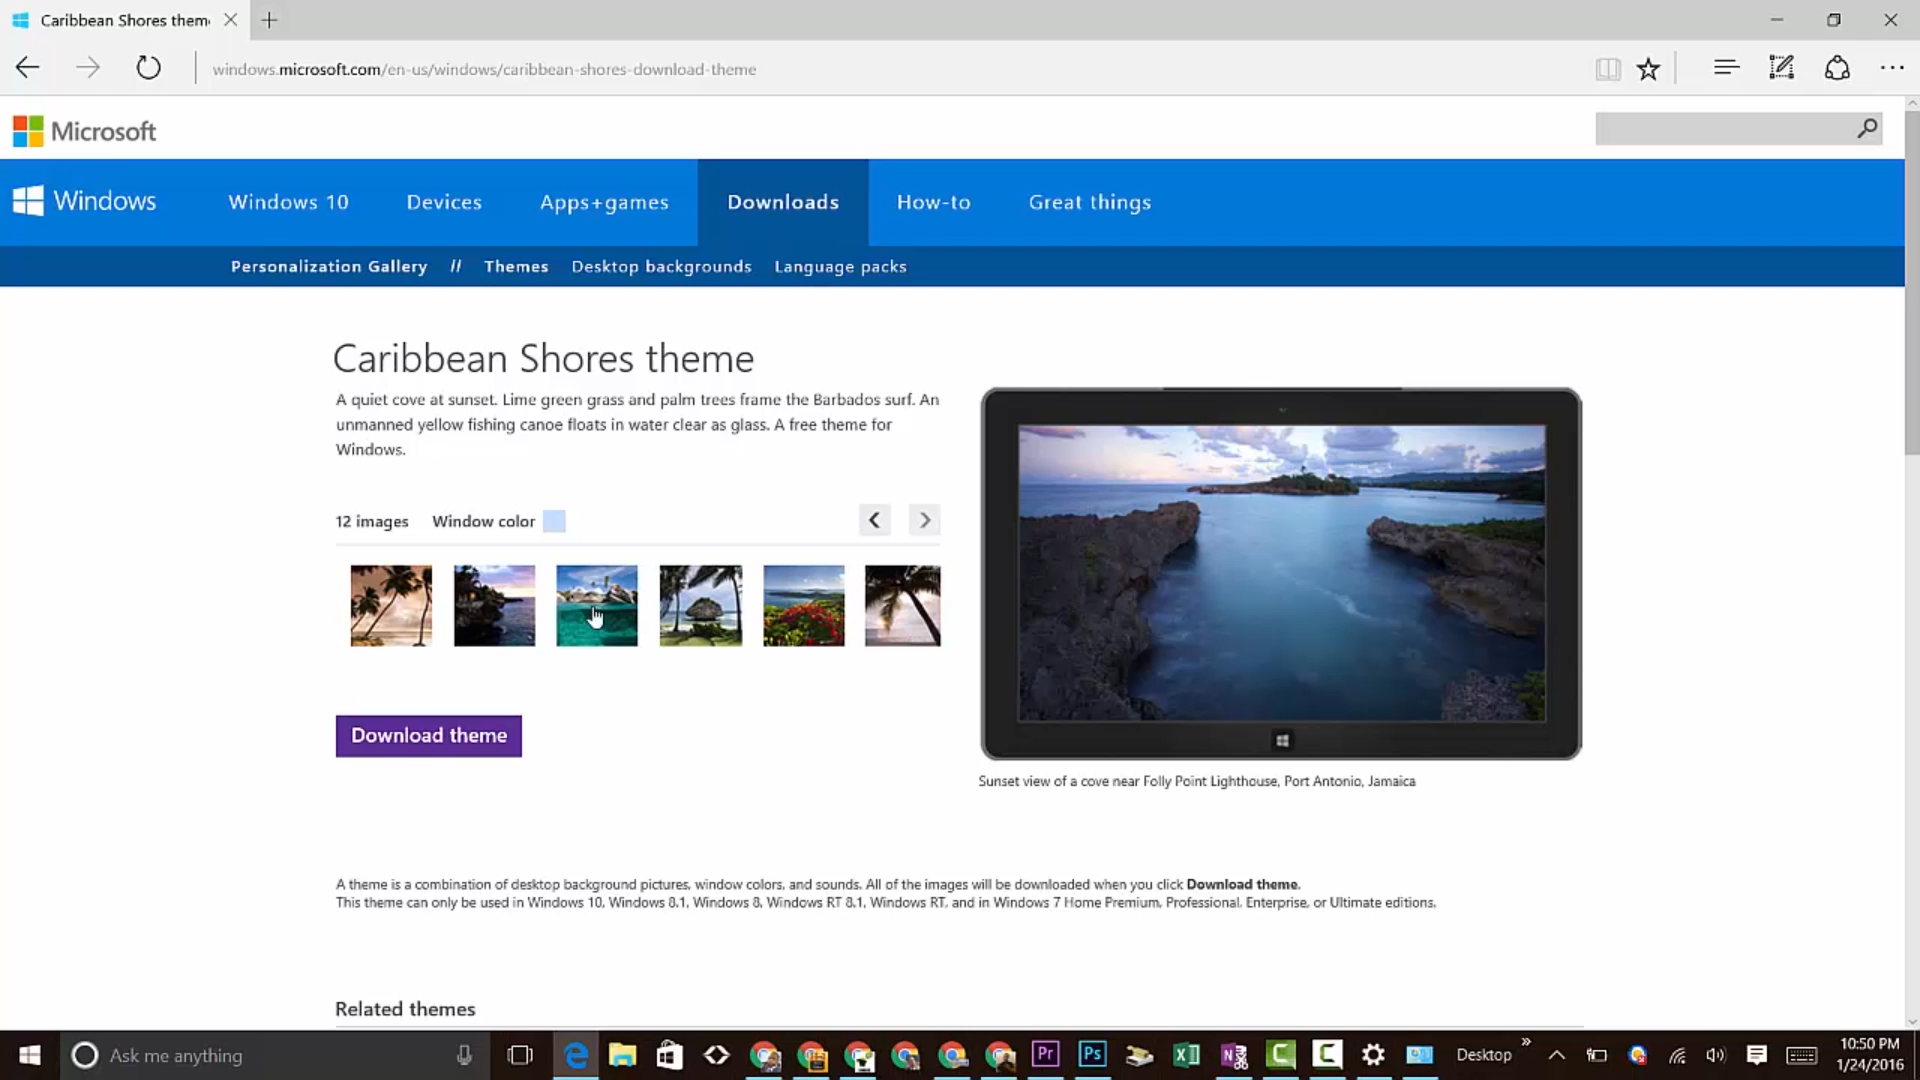 Caribbean Shores them
windows.microsoft.com/en-us/windows/caribbean-shores-download-theme
Microsoft
Windows
Windows 10
Devices
Apps+games
Downloads
How-to
Great things
Personalization Gallery // Themes Desktop backgrounds Language packs
Caribbean Shores theme
A quiet cove at sunset. Lime green grass and palm trees frame the Barbados surf. An
unmanned yellow fishing canoe floats in water clear as glass. A free theme for
Windows.
12 images Window color
Download theme
Sunset view of a cove near Folly Point Lighthouse, Port Antonio, Jamaica
A theme is a combination of desktop background pictures, window colors, and sounds. All of the images will be downloaded when you click Download theme.
This theme can only be used in Windows 10, Windows 8.1, Windows 8, Windows RT 8.1, Windows RT, and in Windows 7 Home Premium, Professional, Enterprise, or Ultimate editions.
Related themes
Ask me anything
Pr
Ps
Desktop
10:50 PM
1/24/2016